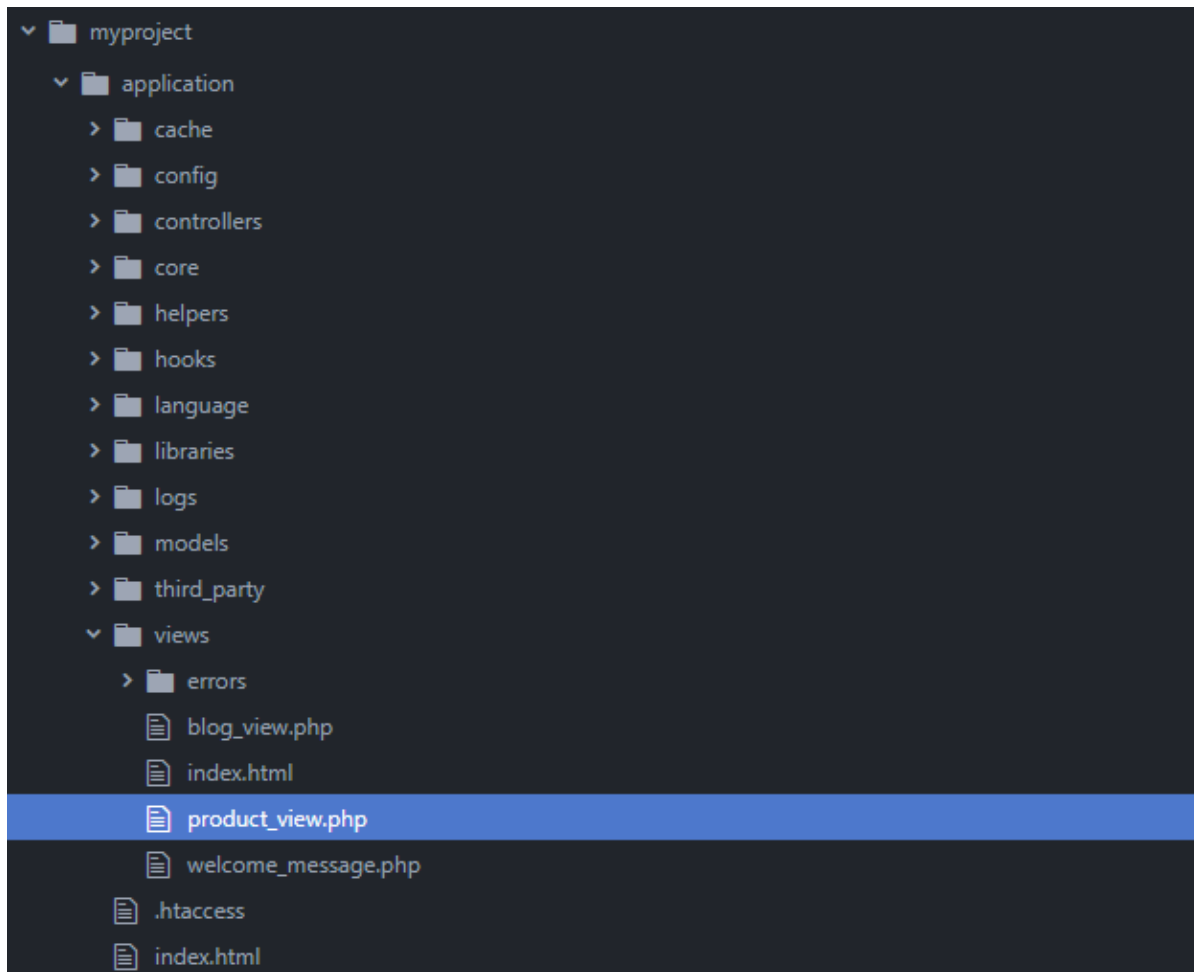 myproject
application
cache
config
controllers
core
helpers
hooks
language
libraries
logs
models
third_party
views
errors
blog_view.php
index.html
product_view.php
welcome_message.php
.htaccess
index.html